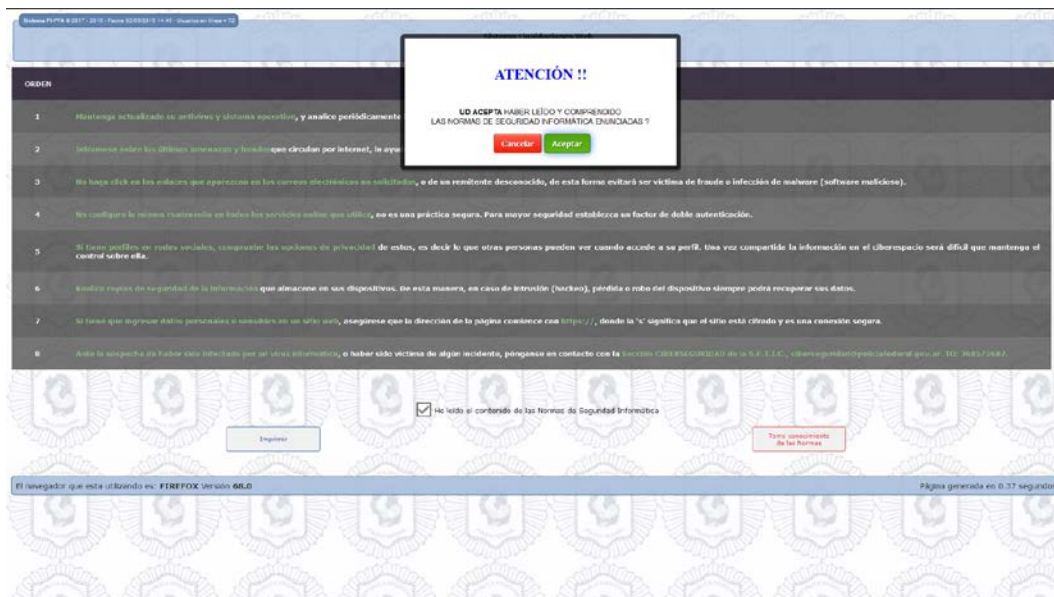 ATENCIÓN !!
UD ACEPTA HABER LEÍDO Y COMPRENDIDO
LAS NORMAS DE SEGURIDAD INFORMÁTICA ENUNCIADAS ?
Cancelar Aceptar
ORDEN
1 Mantenga actualizado su antivirus y sistema operativo, y analice periódicamente
2 Infórmese sobre las últimas amenazas y fraudes que circulan por internet, lo ayu
3 No haga click en los enlaces que aparezcan en los correos electrónicos no solicitados, o de un remitente desconocido, de esta forma evitará ser víctima de fraude o infección de malware (software malicioso).
4 No configure la misma contraseña en todos los servicios online que utilice, no es una práctica segura. Para mayor seguridad establezca un factor de doble autenticación.
5 Si tiene perfiles en redes sociales, compruebe las opciones de privacidad de estos, es decir lo que otras personas pueden ver cuando accede a su perfil. Una vez compartida la información en el ciberespacio será difícil que mantenga el
control sobre ella.
6 Realice copias de seguridad de la información que almacene en sus dispositivos. De esta manera, en caso de intrusión (hackeo), pérdida o robo del dispositivo siempre podrá recuperar sus datos.
7 Si tiene que ingresar datos personales o sensibles en un sitio web, asegúrese que la dirección de la página comience con https://, donde la 's' significa que el sitio está cifrado y es una conexión segura.
8 Ante la sospecha de haber sido infectado por un virus informático, o haber sido víctima de algún incidente, pónganse en contacto con la Sección CIBERSEGURIDAD de la
He leído el contenido de las Normas de Seguridad Informática
Imprimir
Tomo conocimiento
de las Normas
El navegador que esta utilizando es: FIREFOX Versión 68.0 Página generada en 0.37 segundos